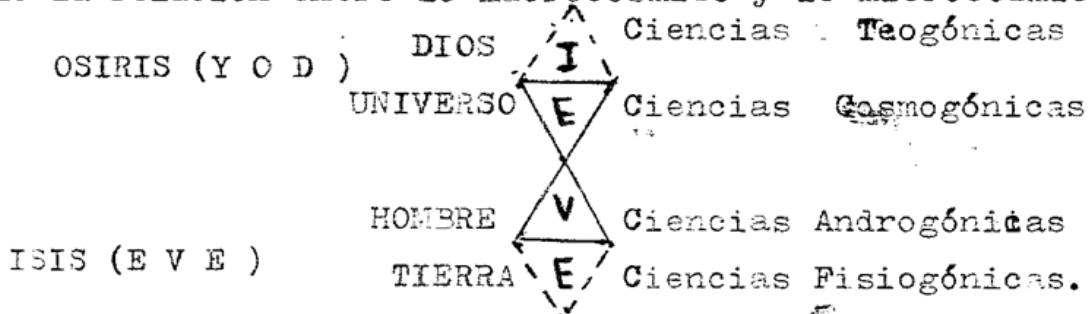 DIOS I Ciencias Teogónicas
OSIRIS (Y O D )
UNIVERSO E Ciencias Cosmogónicas
HOMBRE V Ciencias Androgónicas
ISIS (E V E )
TIERRA E Ciencias Fisiogónicas.